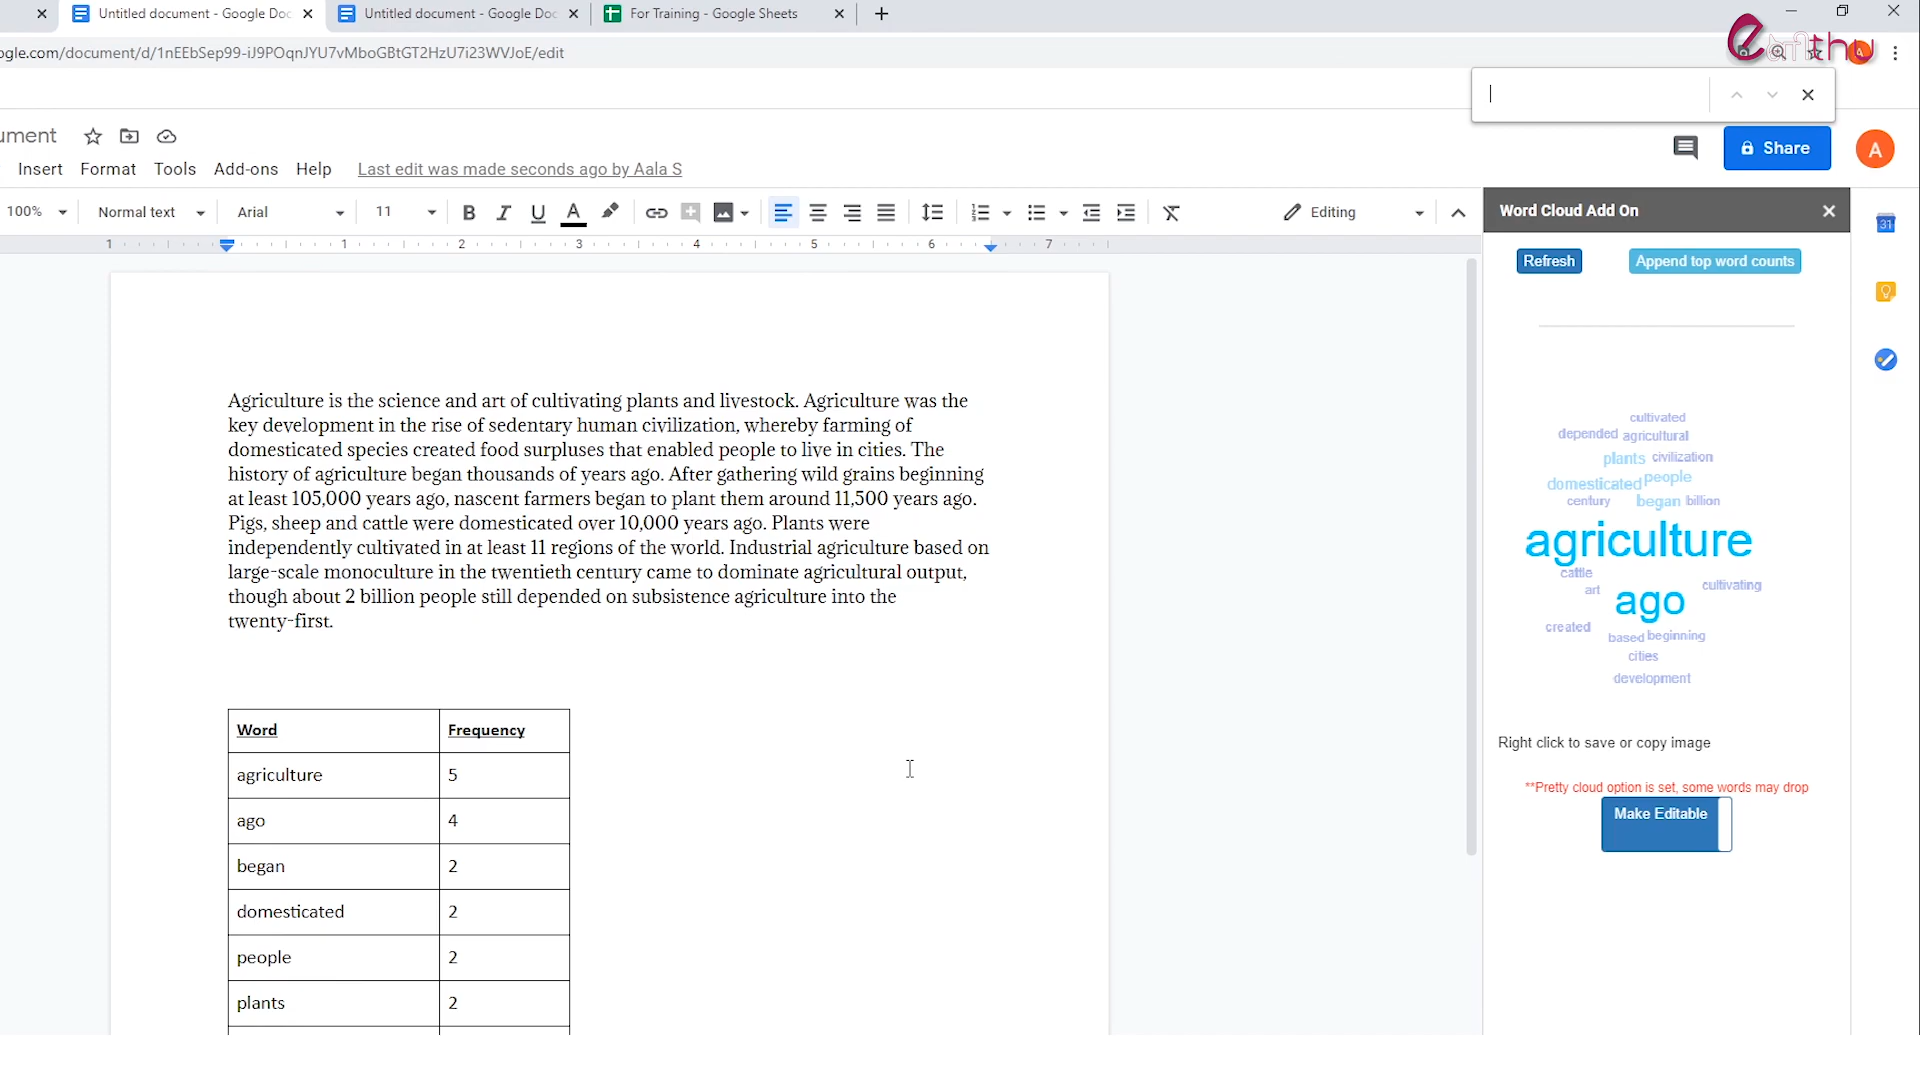 Untitled document - Google Doc
Untitled document - Google Doc
For Training - Google Sheets
ogle.com/document/d/1nEEbSep99-iJ9POqnJYU7vMboGBtGT2HzU7i23WVJoE/edit
ument
Insert Format Tools Add-ons Help Last edit was made seconds ago by Aala S
Share
A
100% Normal text Arial 11 B I U A Editing
1 1 2 3 4 5 6 7
Agriculture is the science and art of cultivating plants and livestock. Agriculture was the
key development in the rise of sedentary human civilization, whereby farming of
domesticated species created food surpluses that enabled people to live in cities. The
history of agriculture began thousands of years ago. After gathering wild grains beginning
at least 105,000 years ago, nascent farmers began to plant them around 11,500 years ago.
Pigs, sheep and cattle were domesticated over 10,000 years ago. Plants were
independently cultivated in at least 11 regions of the world. Industrial agriculture based on
large-scale monoculture in the twentieth century came to dominate agricultural output,
though about 2 billion people still depended on subsistence agriculture into the
twenty-first.
Word Frequency
agriculture 5
ago 4
began 2
domesticated 2
people 2
plants 2
Word Cloud Add On
Refresh Append top word counts
cultivated
depended agricultural
plants civilization
domesticated people
century began billion
agriculture
cattle
art cultivating
ago
created
based beginning
cities
development
Right click to save or copy image
**Pretty cloud option is set, some words may drop
Make Editable
31